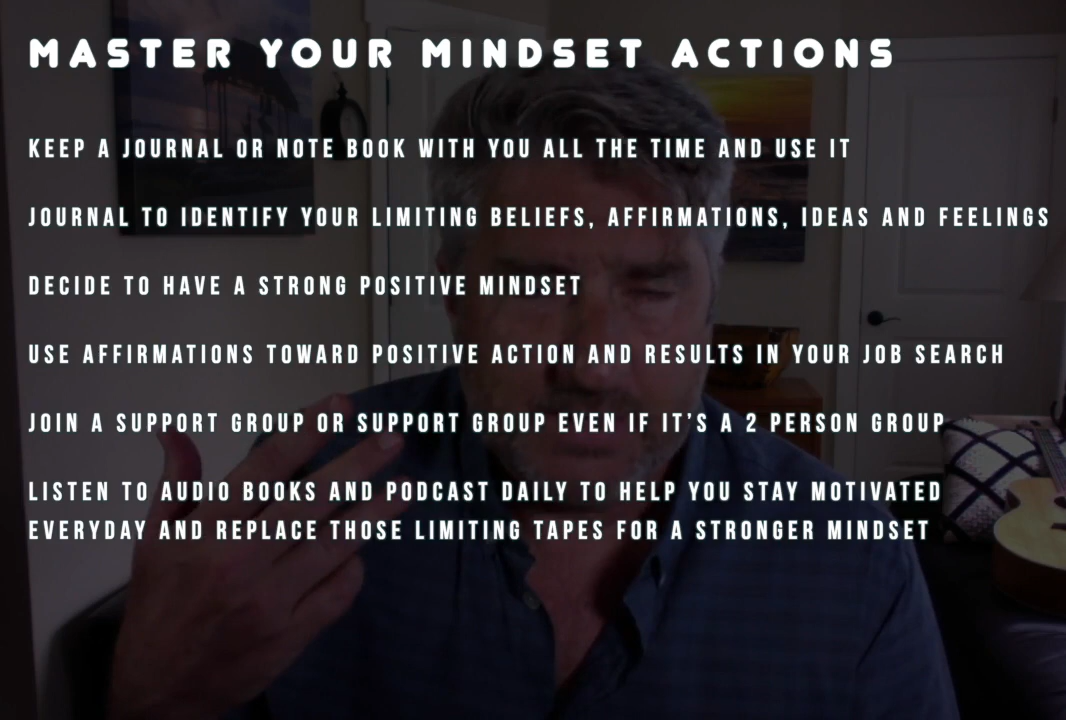 MASTER YOUR MINDSET ACTIONS
KEEP A JOURNAL OR NOTE BOOK WITH YOU ALL THE TIME AND USE IT
JOURNAL TO IDENTIFY YOUR LIMITING BELIEFS, AFFIRMATIONS, IDEAS AND FEELINGS
DECIDE TO HAVE A STRONG POSITIVE MINDSET
USE AFFIRMATIONS TOWARD POSITIVE ACTION AND RESULTS IN YOUR JOB SEARCH
JOIN A SUPPORT GROUP OR SUPPORT GROUP EVEN IF IT'S A 2 PERSON GROUP
LISTEN TO AUDIO BOOKS AND PODCAST DAILY TO HELP YOU STAY MOTIVATED
EVERYDAY AND REPLACE THOSE LIMITING TAPES FOR A STRONGER MINDSET